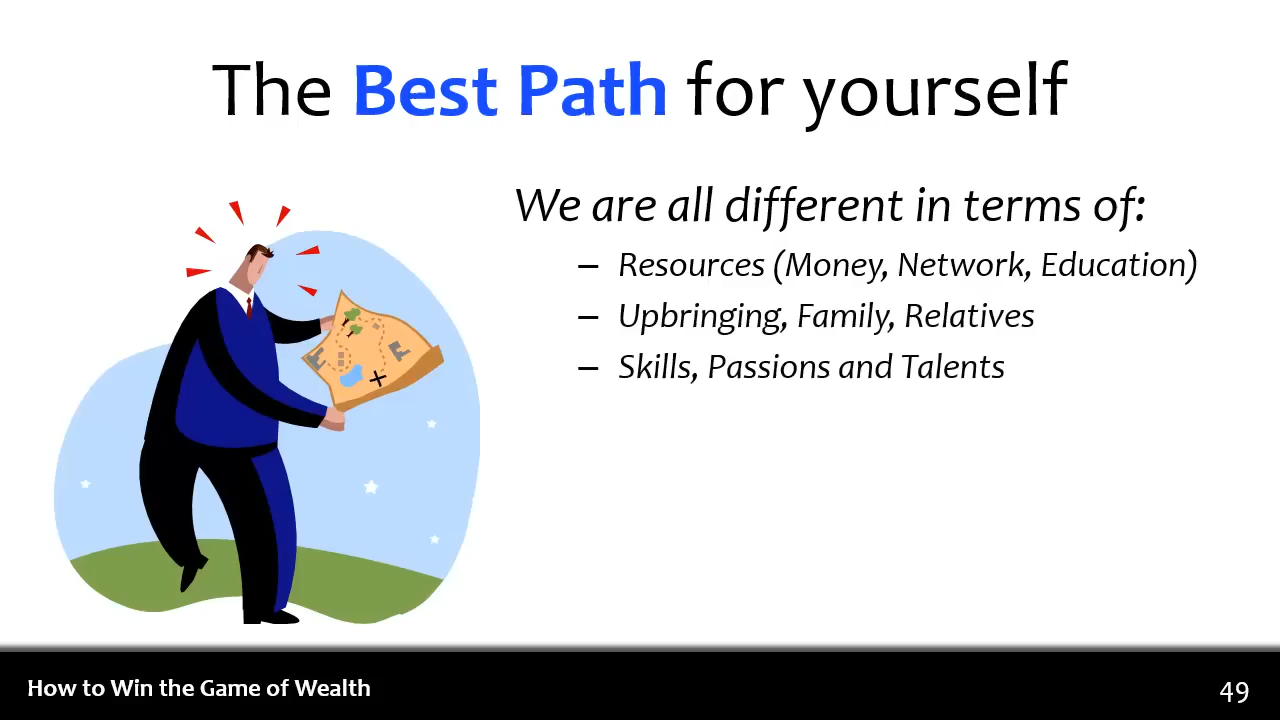 The Best Path for yourself
We are all different in terms of:
– Resources (Money, Network, Education)
– Upbringing, Family, Relatives
– Skills, Passions and Talents
How to Win the Game of Wealth
49